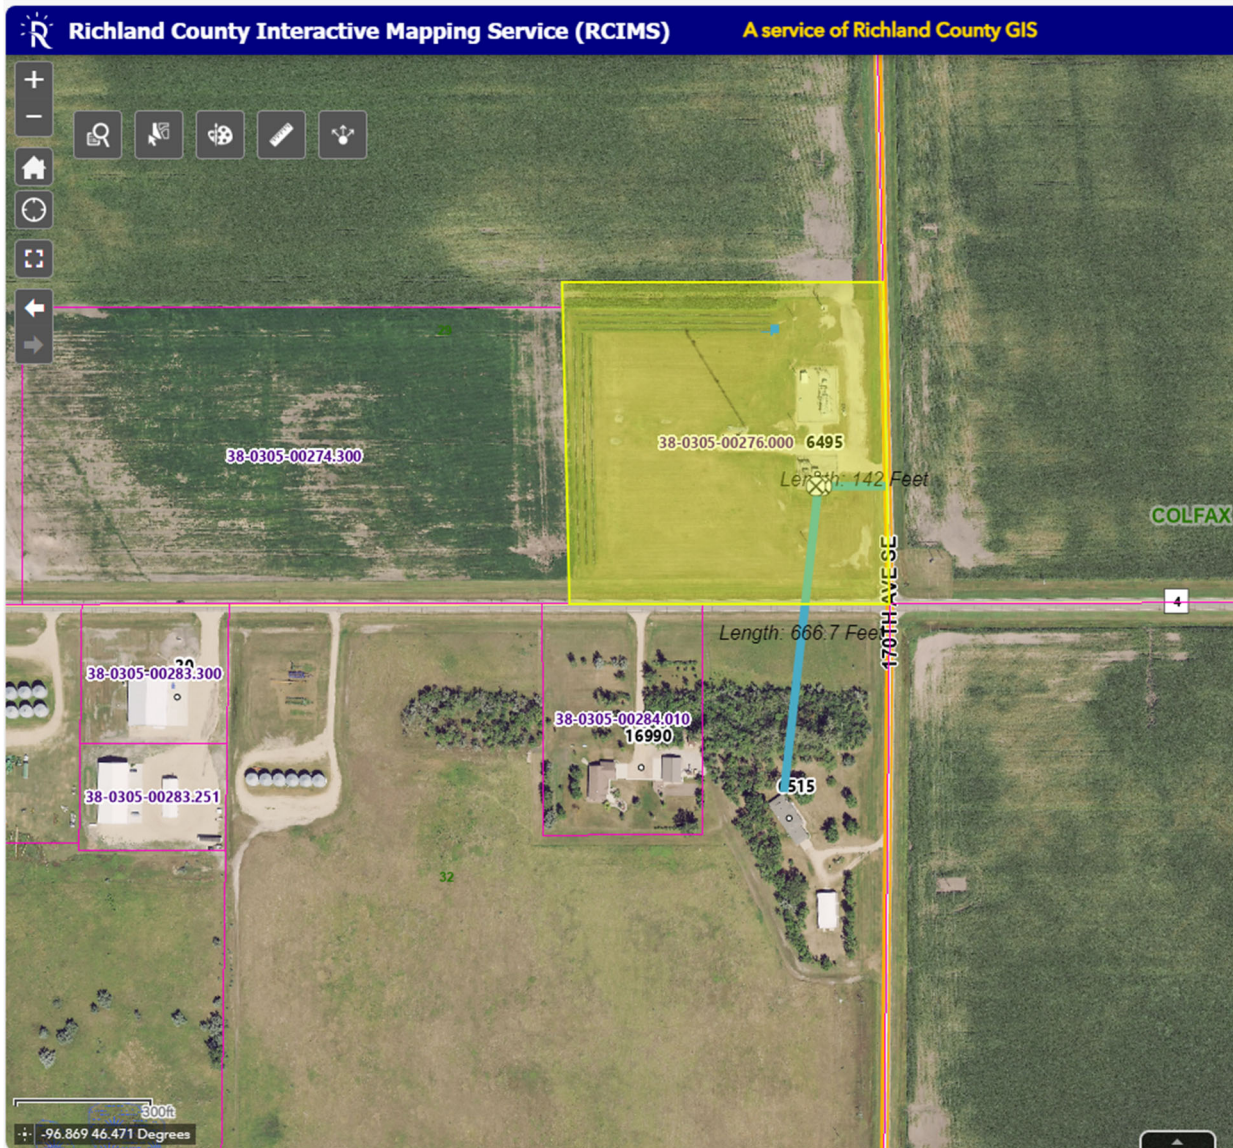 Richland County Interactive Mapping Service (RCIMS)
A service of Richland County GIS
38-0305-00276.000
6495
38-0305-00274.300
Length: 142 Feet
COLFAX
170TH AVE SE
4
Length: 666.7 Feet
38-0305-00283.300
38-0305-00284.010
16990
6515
38-0305-00283.251
32
300ft
-96.869 46.471 Degrees